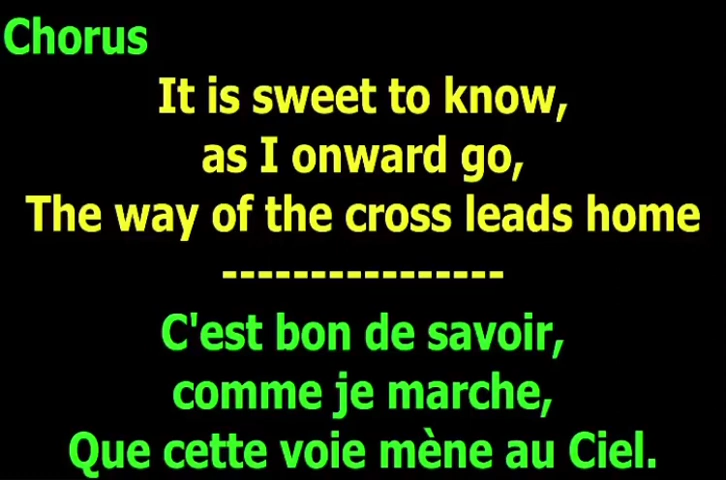 Chorus
It is sweet to know,
as I onward go,
The way of the cross leads home
----------------
C'est bon de savoir,
comme je marche,
Que cette voie mène au Ciel.